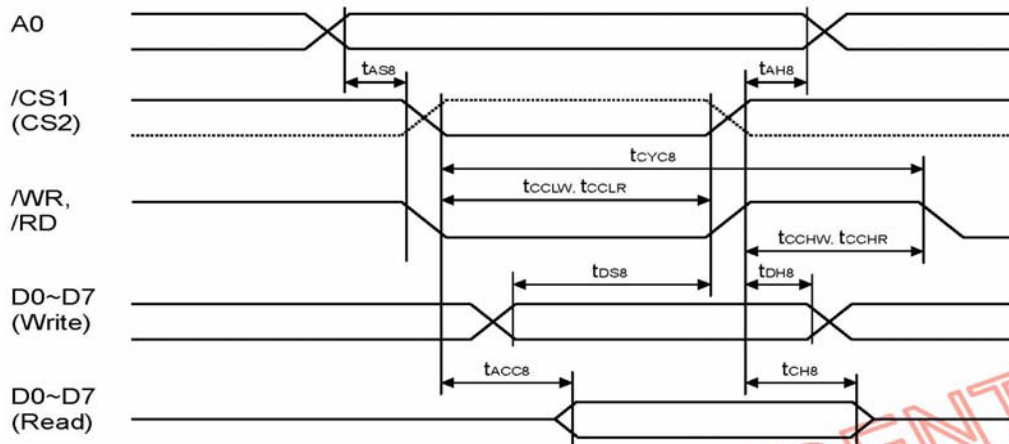 A0
tAS8
tAH8
/CS1
(CS2)
tCYC8
tCCLW. tCCLR
/WR,
/RD
tCCHW. tCCHR
tDS8
tDH8
D0~D7
(Write)
tACC8
tCH8
D0~D7
(Read)